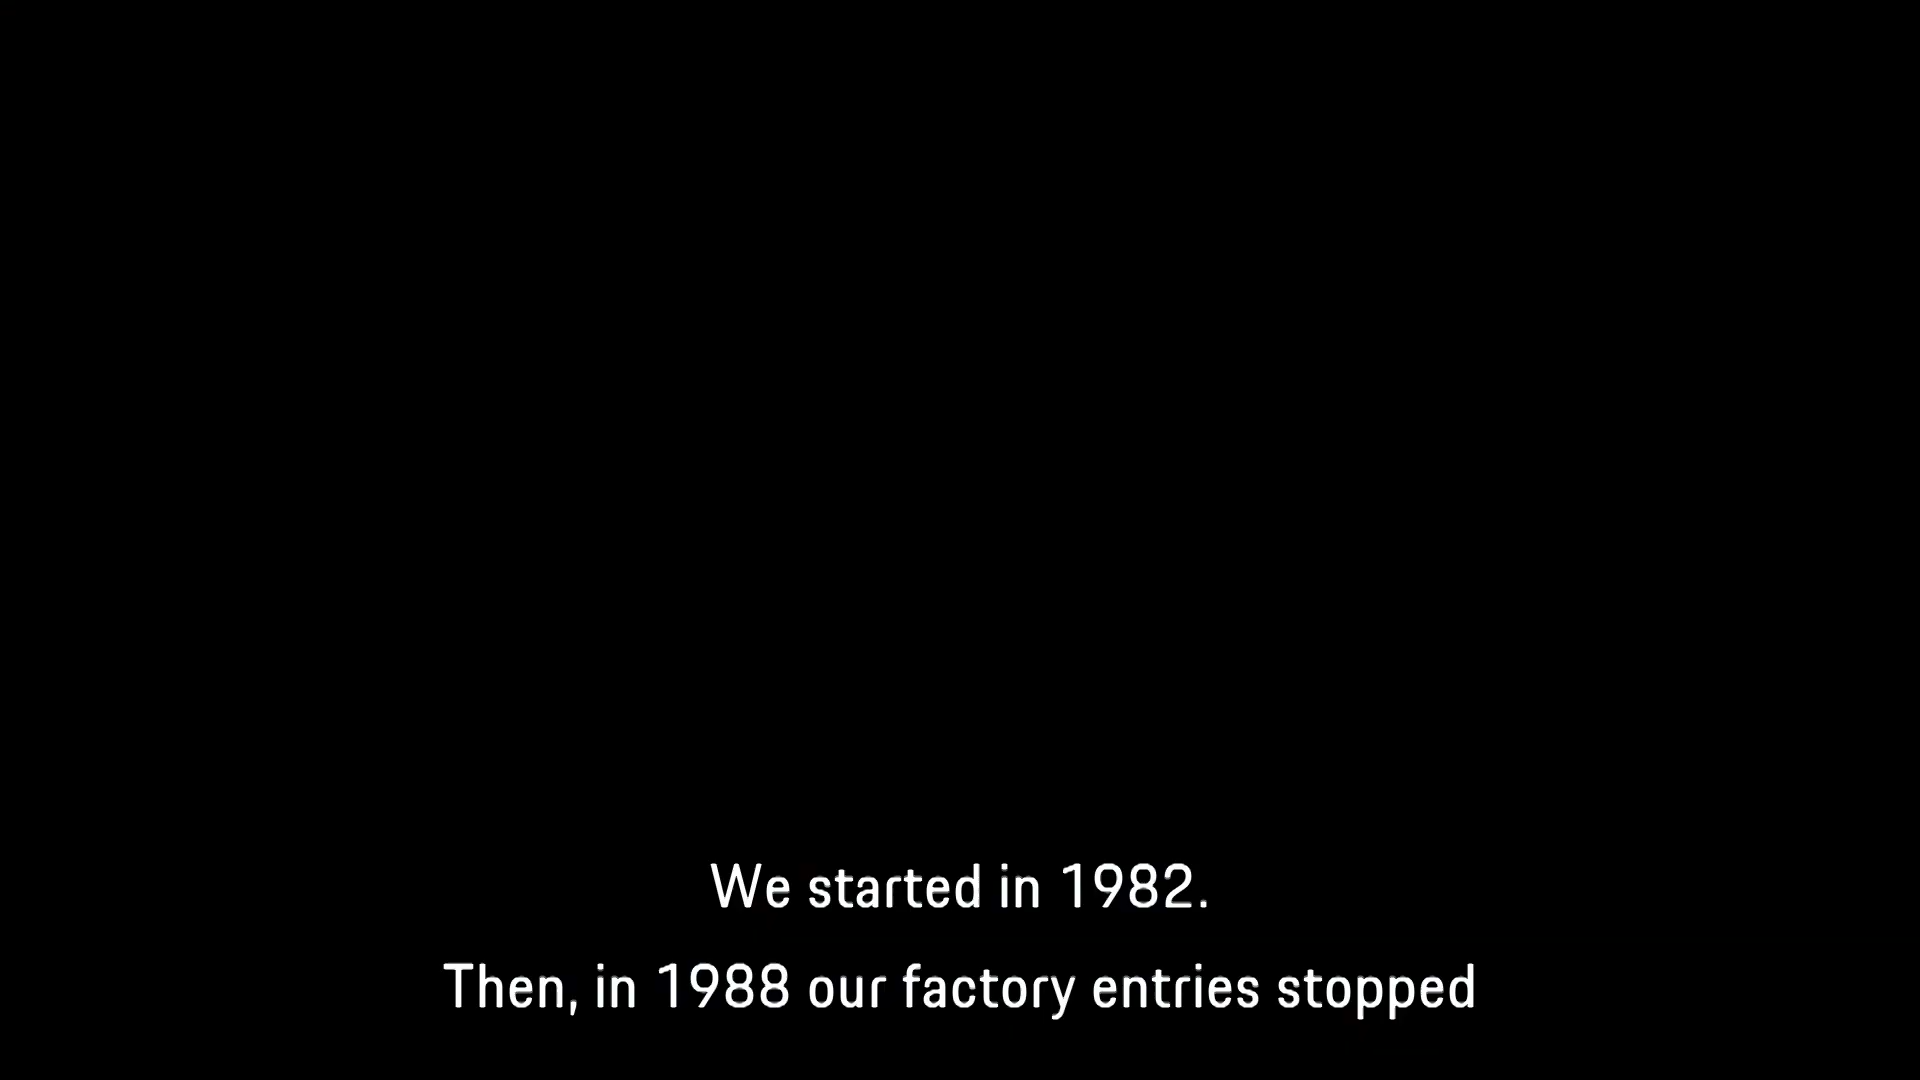 We started in 1982.
Then, in 1988 our factory entries stopped